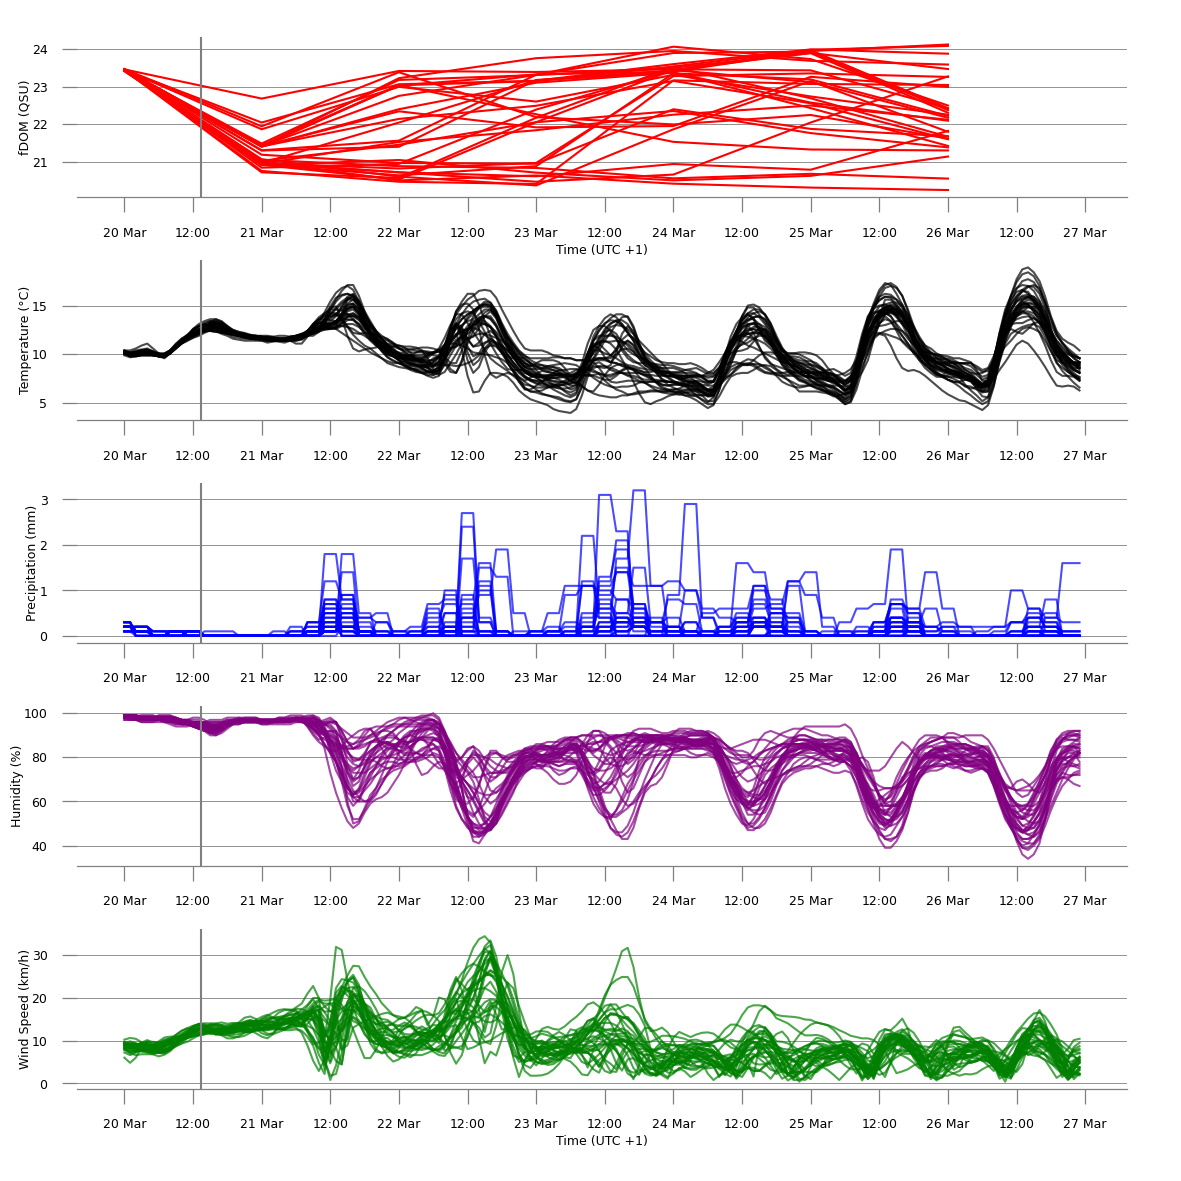 fDOM (QSU)
24
23
22
21
20 Mar 12:00 21 Mar 12:00 22 Mar 12:00 23 Mar 12:00 24 Mar 12:00 25 Mar 12:00 26 Mar 12:00 27 Mar
Time (UTC +1)
Temperature (°C)
15
10
5
20 Mar 12:00 21 Mar 12:00 22 Mar 12:00 23 Mar 12:00 24 Mar 12:00 25 Mar 12:00 26 Mar 12:00 27 Mar
Precipitation (mm)
3
2
1
0
20 Mar 12:00 21 Mar 12:00 22 Mar 12:00 23 Mar 12:00 24 Mar 12:00 25 Mar 12:00 26 Mar 12:00 27 Mar
Humidity (%)
100
80
60
40
20 Mar 12:00 21 Mar 12:00 22 Mar 12:00 23 Mar 12:00 24 Mar 12:00 25 Mar 12:00 26 Mar 12:00 27 Mar
Wind Speed (km/h)
30
20
10
0
20 Mar 12:00 21 Mar 12:00 22 Mar 12:00 23 Mar 12:00 24 Mar 12:00 25 Mar 12:00 26 Mar 12:00 27 Mar
Time (UTC +1)